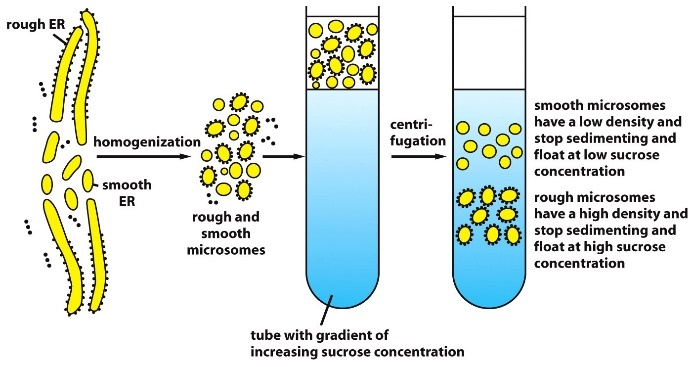 rough ER
homogenization
smooth
ER
rough and
smooth
microsomes
centri-
fugation
tube with gradient of
increasing sucrose concentration
smooth microsomes
have a low density and
stop sedimenting and
float at low sucrose
concentration
rough microsomes
have a high density and
stop sedimenting and
float at high sucrose
concentration